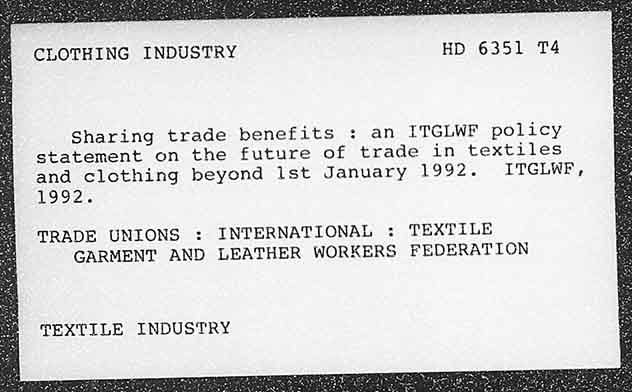 CLOTHING INDUSTRY HD 6351 T4
Sharing trade benefits : an ITGLWF policy
statement on the future of trade in textiles
and clothing beyond 1st January 1992. ITGLWF,
1992.
TRADE UNIONS : INTERNATIONAL : TEXTILE
GARMENT AND LEATHER WORKERS FEDERATION
TEXTILE INDUSTRY